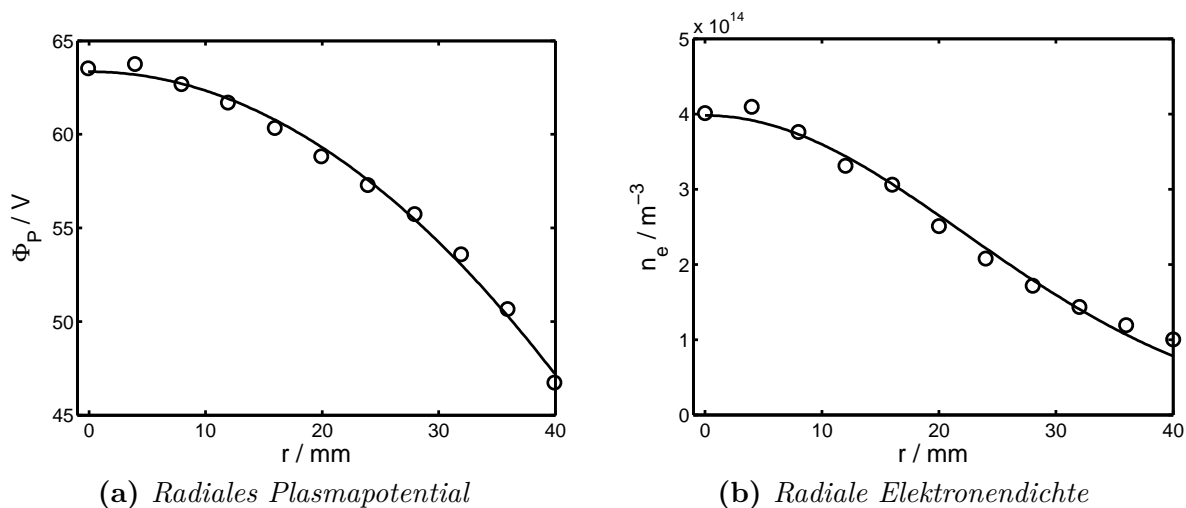 65
60
55
50
45
Φ_P / V
0 10 20 30 40
r / mm
(a) Radiales Plasmapotential
x 10^14
5
4
3
2
1
0
n_e / m^−3
0 10 20 30 40
r / mm
(b) Radiale Elektronendichte